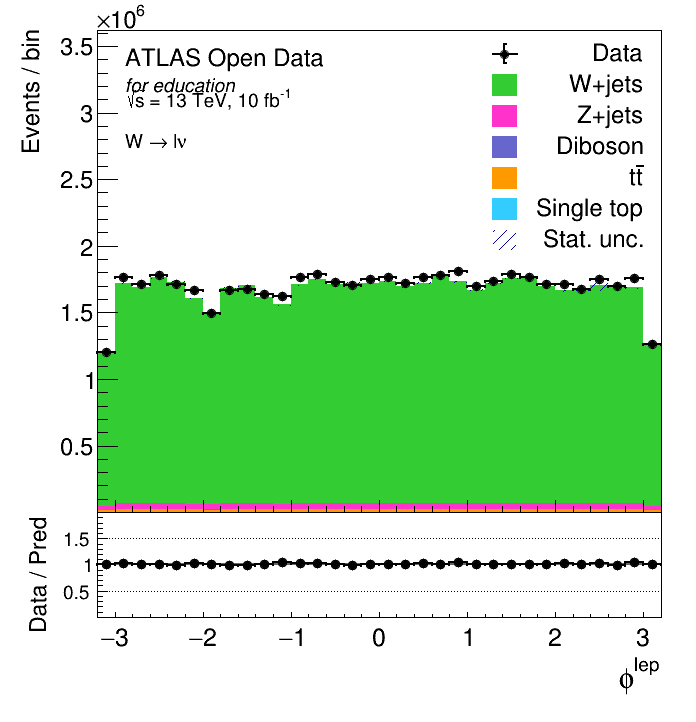 ×10⁶
Events / bin
3.5
3
2.5
2
1.5
1
0.5
ATLAS Open Data
for education
√s = 13 TeV, 10 fb⁻¹
W → lν
Data
W+jets
Z+jets
Diboson
tt̄
Single top
Stat. unc.
Data / Pred
1.5
1
0.5
−3 −2 −1 0 1 2 3
ϕˡᵉᵖ